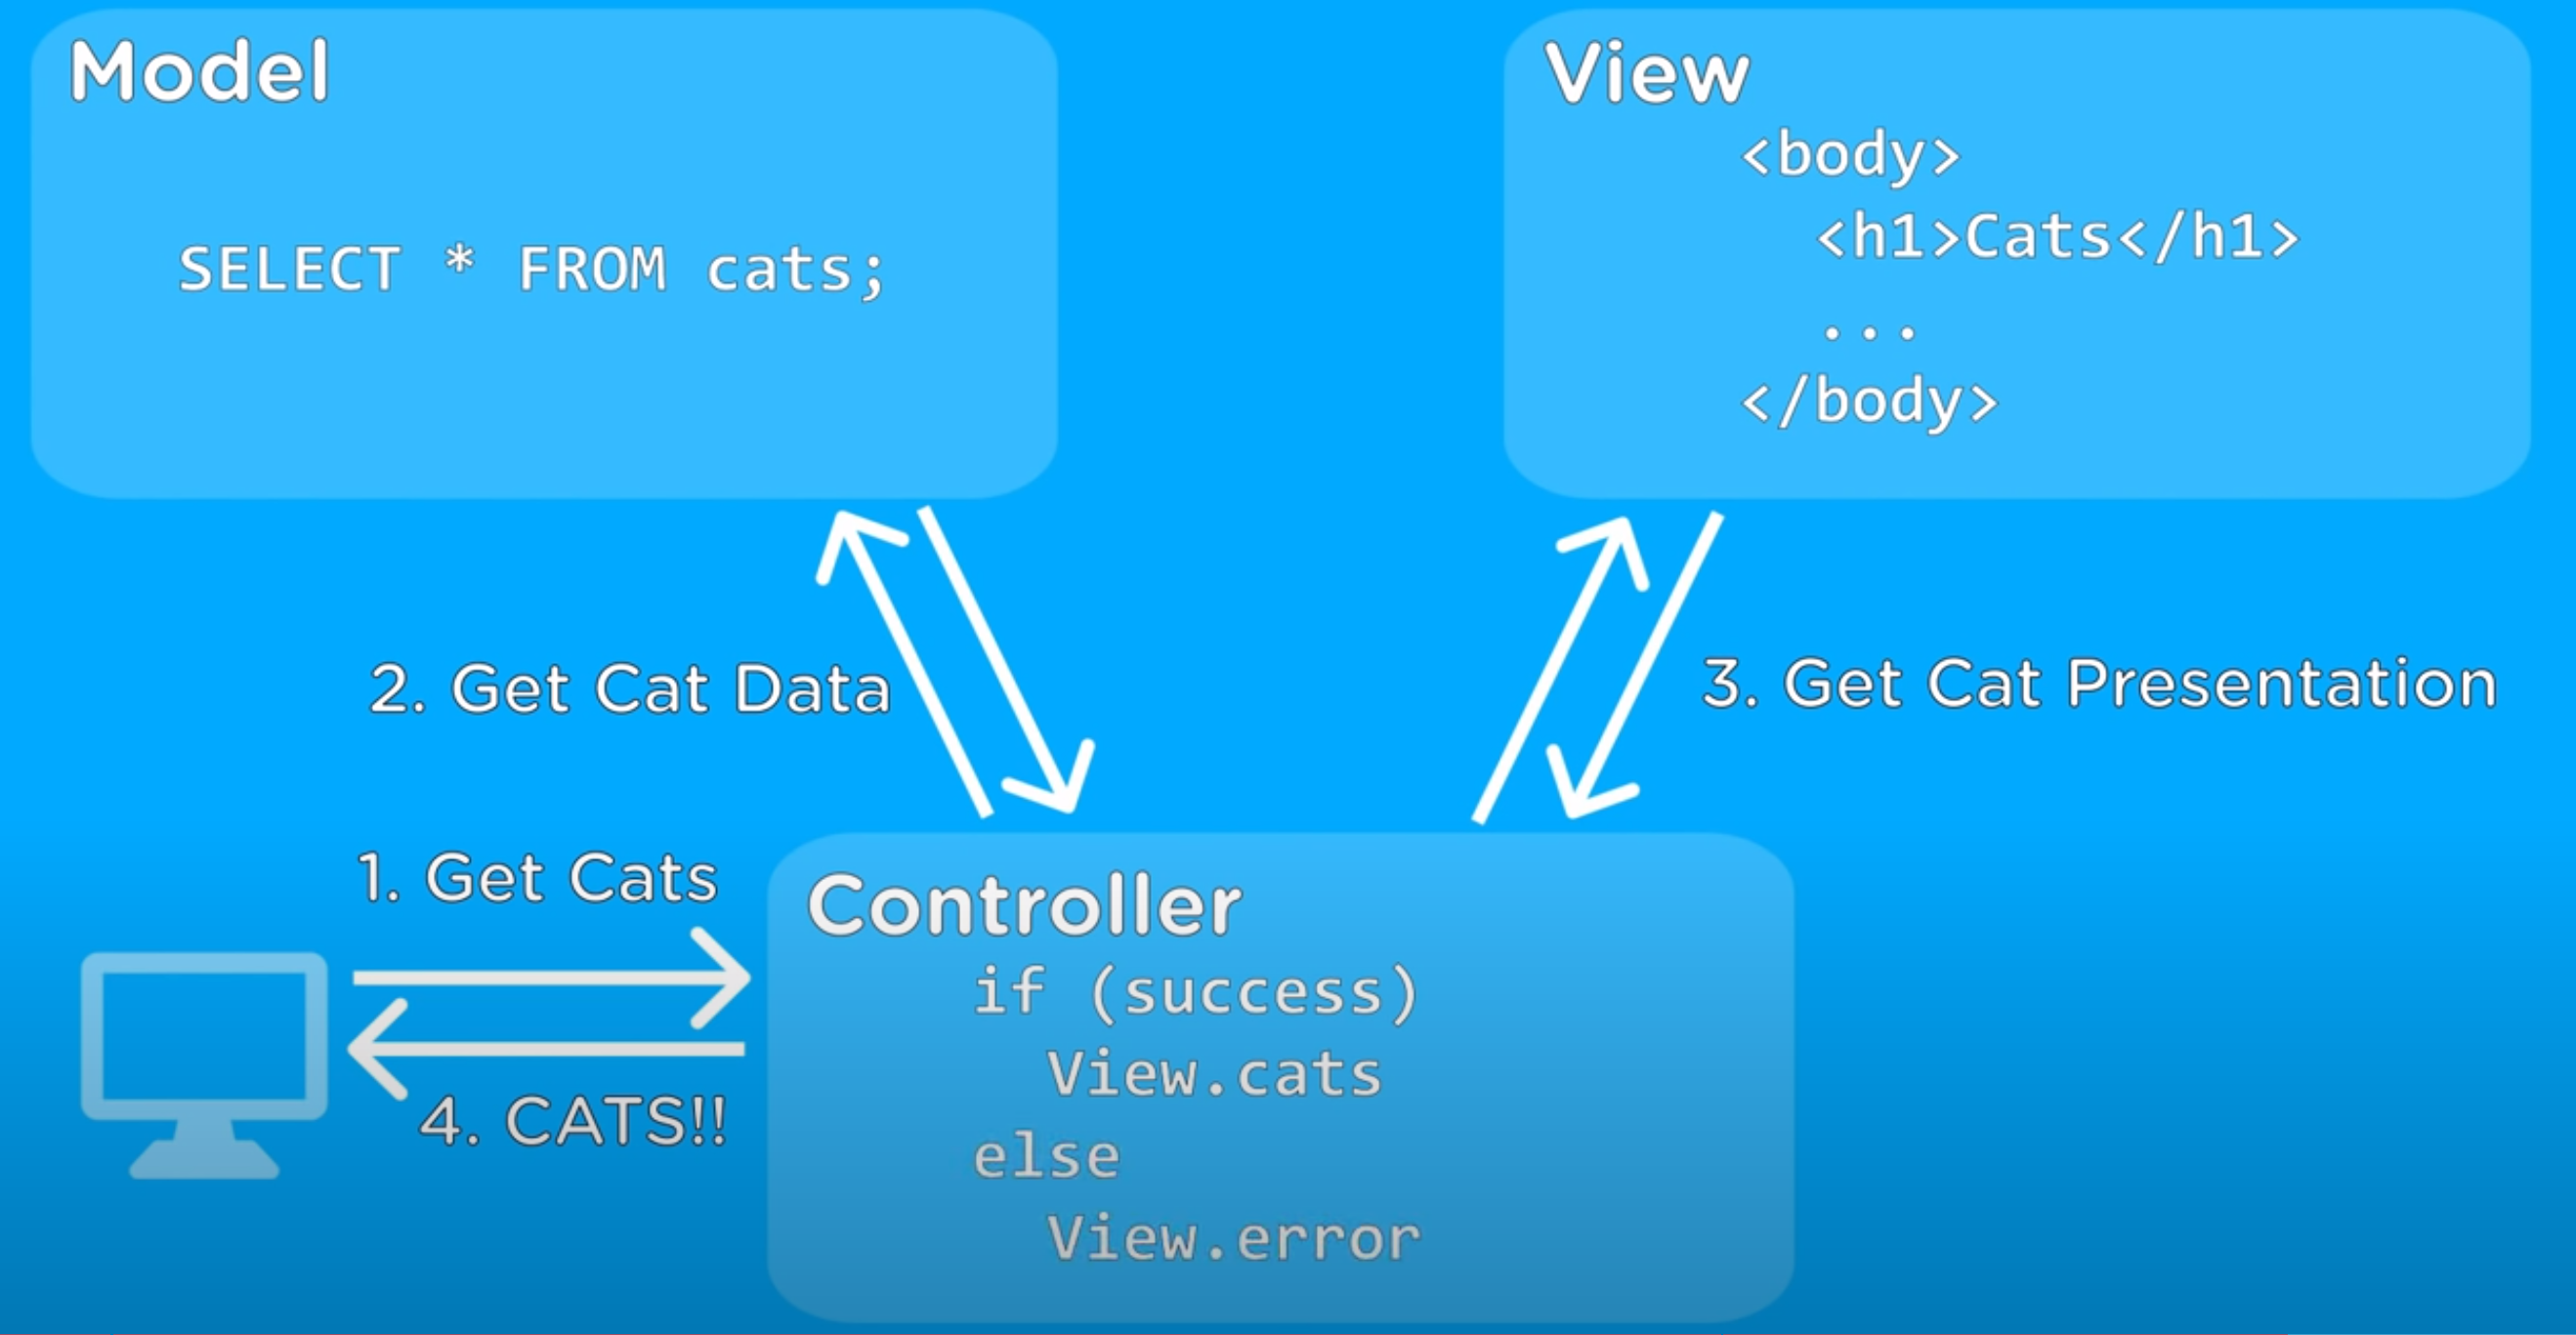 Model
SELECT * FROM cats;
View
<body>
<h1>Cats</h1>
...
</body>
2. Get Cat Data
3. Get Cat Presentation
1. Get Cats
4. CATS!!
Controller
if (success)
View.cats
else
View.error